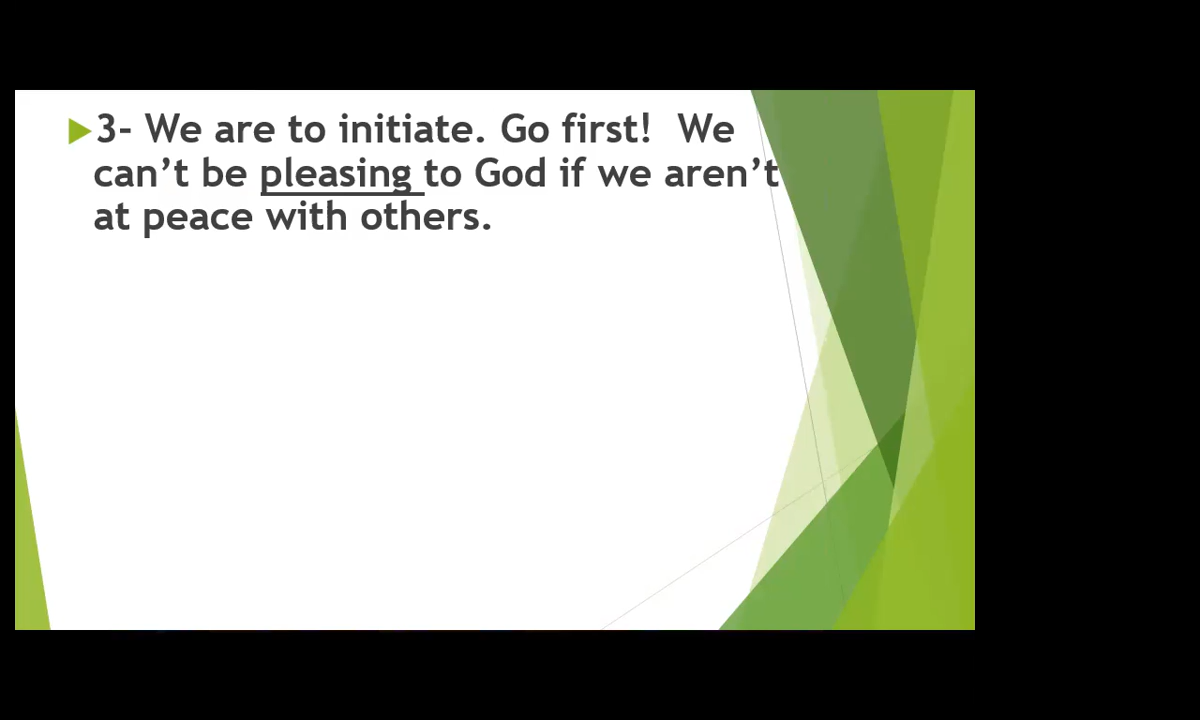 3- We are to initiate. Go first!  We
can’t be pleasing to God if we aren’t
at peace with others.